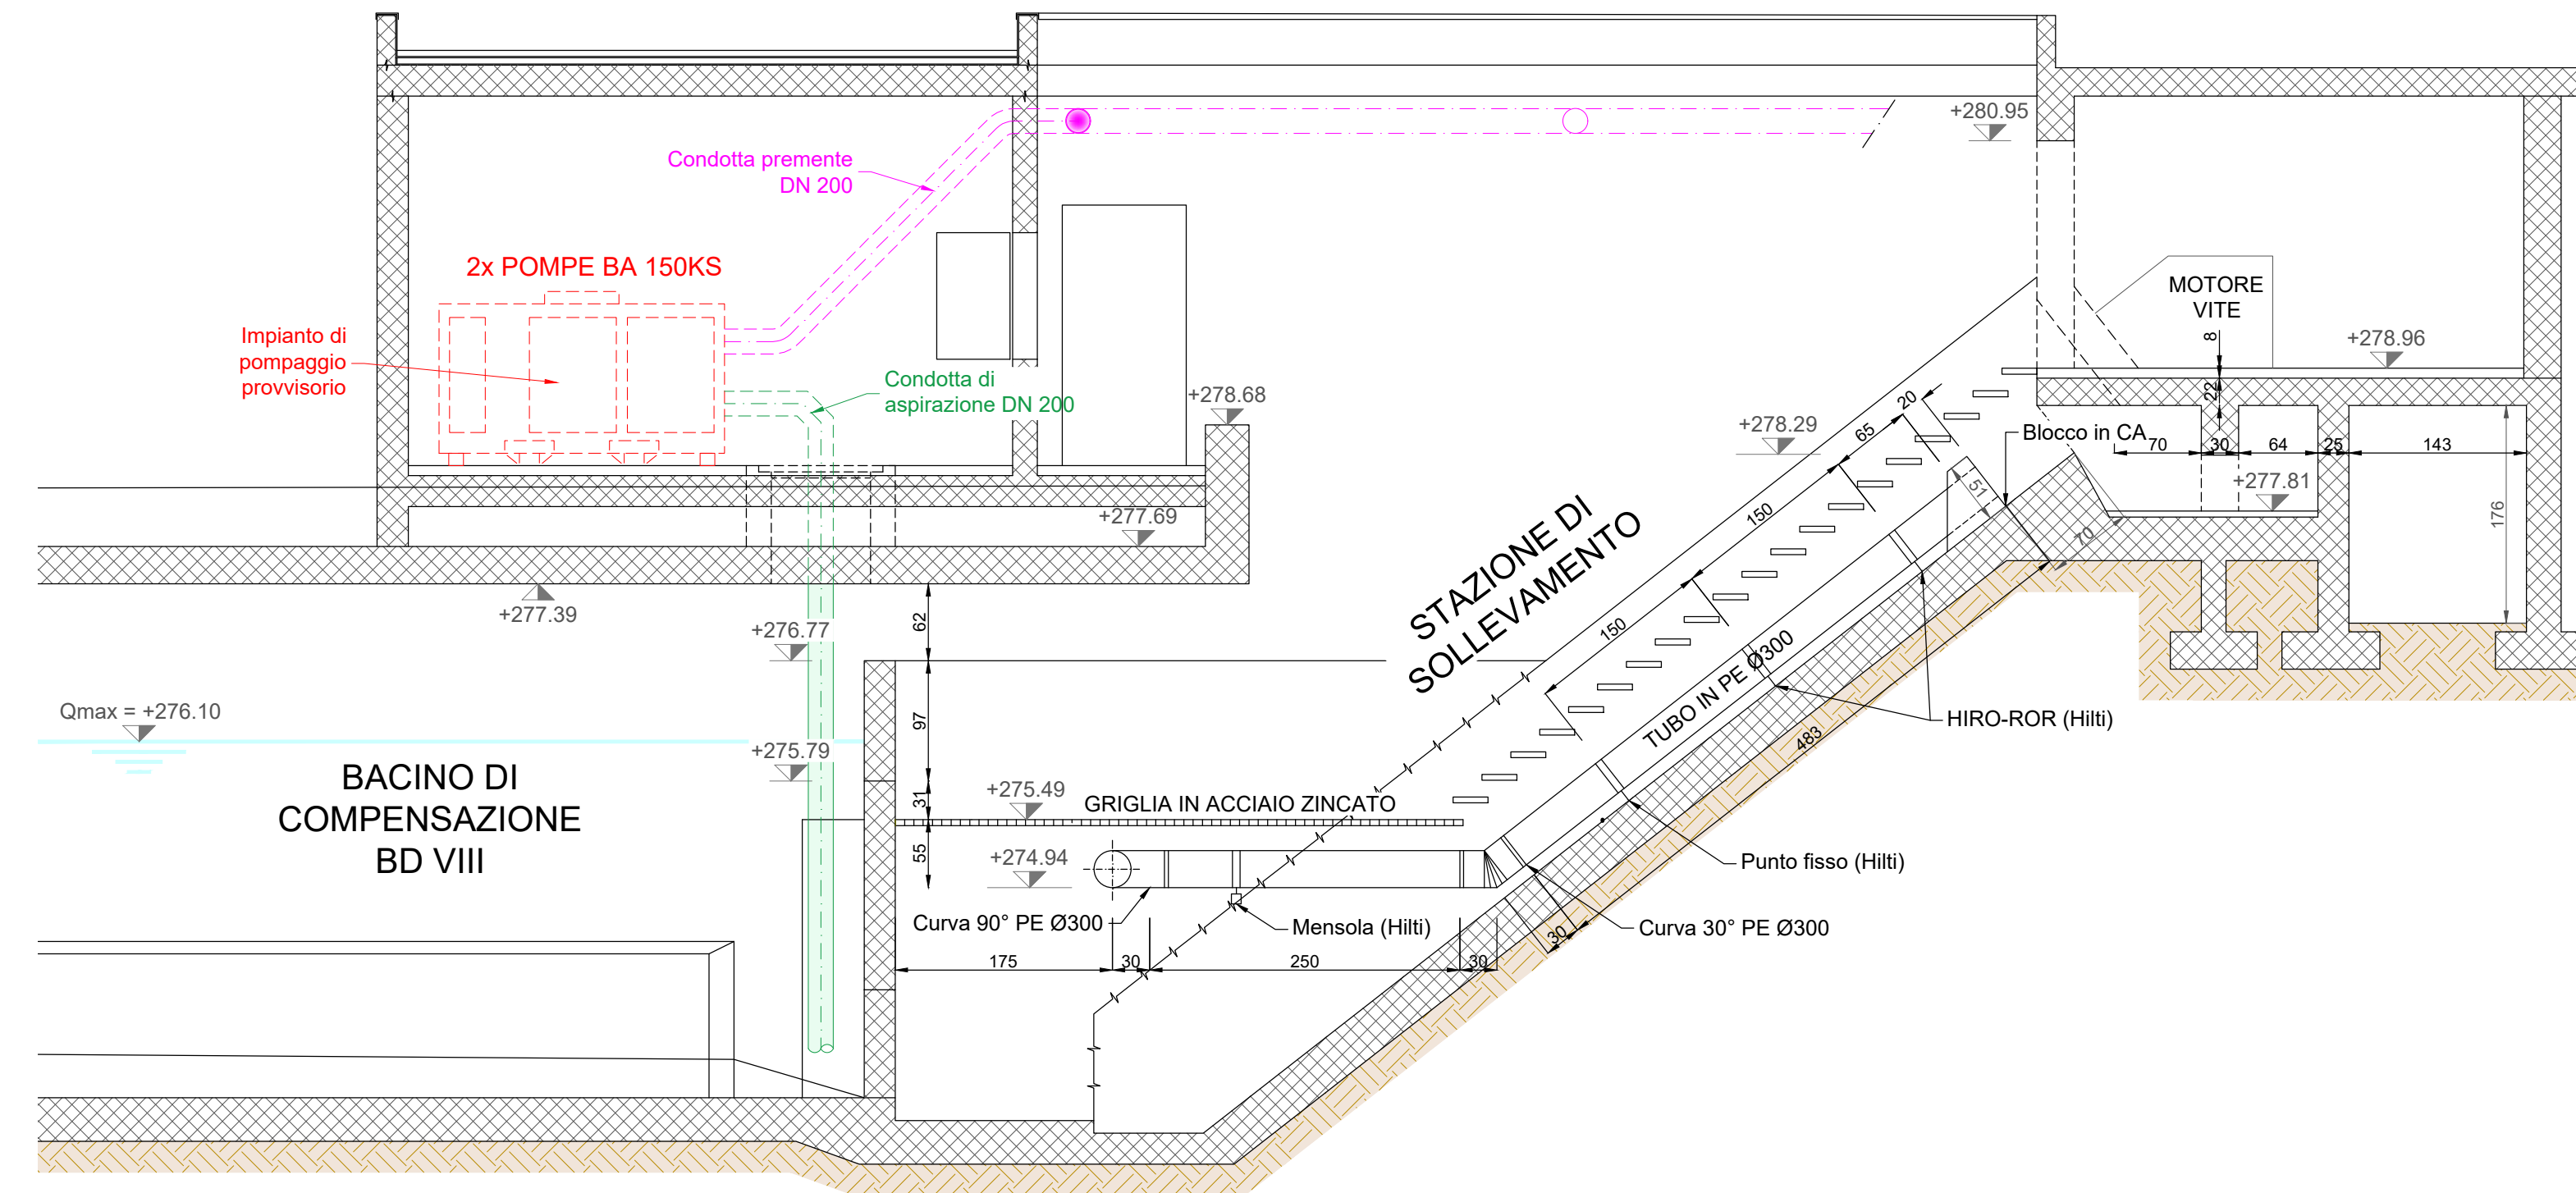 +280.95
Condotta premente
DN 200
2x POMPE BA 150KS
MOTORE
VITE
Impianto di
pompaggio
provvisorio
8
+278.96
Condotta di
aspirazione DN 200
+278.68
22
20
65
+278.29
Blocco in CA
70
30
64
25
143
+277.81
51
150
176
+277.69
70
STAZIONE DI
SOLLEVAMENTO
+277.39
62
+276.77
150
TUBO IN PE Ø300
Qmax = +276.10
97
HIRO-ROR (Hilti)
483
+275.79
BACINO DI
COMPENSAZIONE
BD VIII
31
+275.49
GRIGLIA IN ACCIAIO ZINCATO
55
+274.94
Punto fisso (Hilti)
Curva 90° PE Ø300
Mensola (Hilti)
Curva 30° PE Ø300
30
175
30
250
30